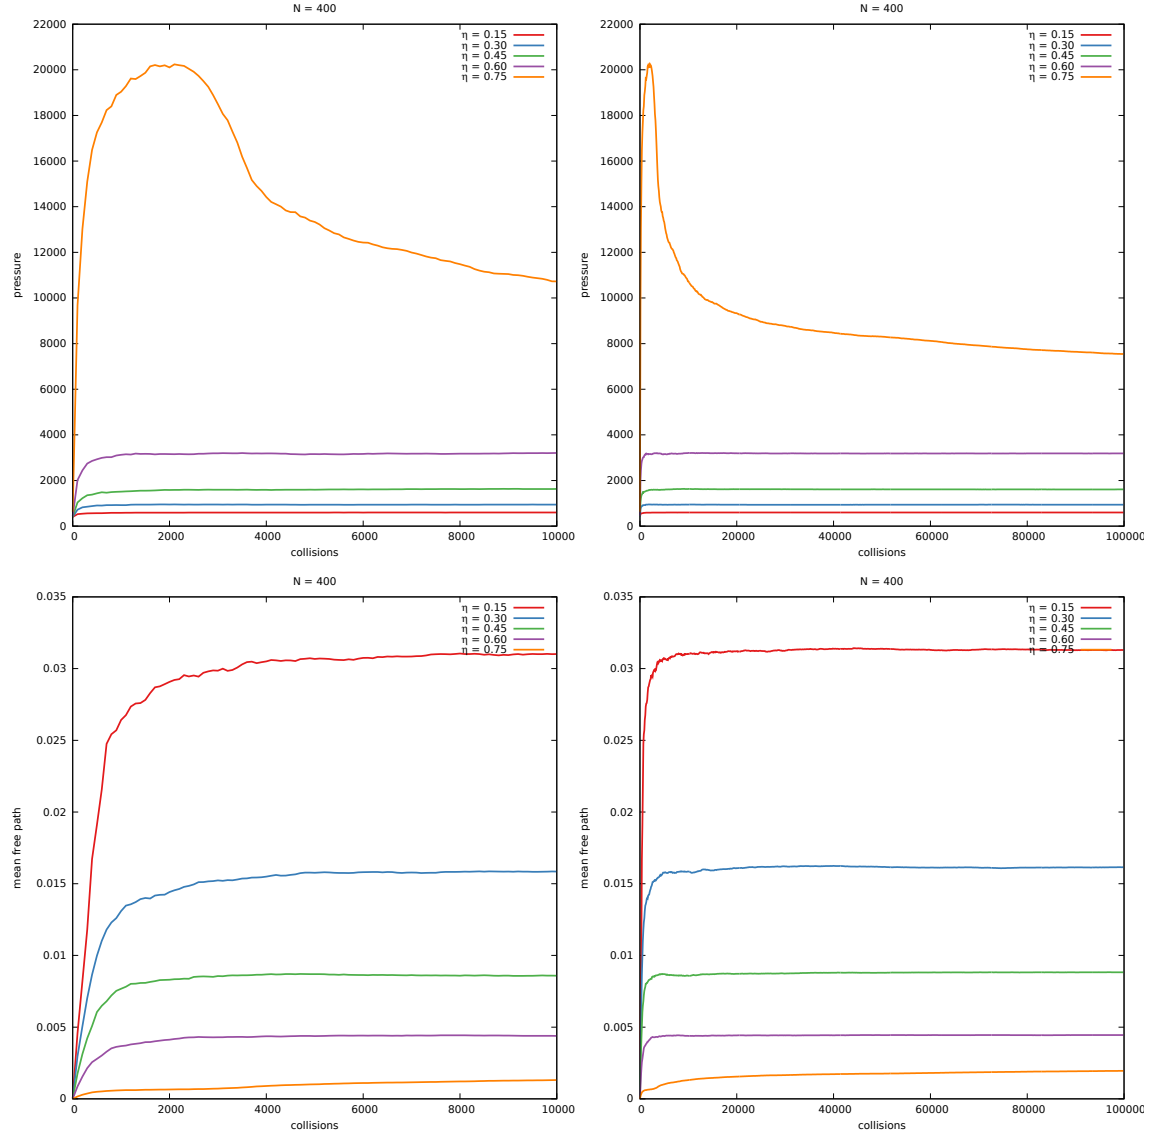 N = 400
pressure
22000
20000
18000
16000
14000
12000
10000
8000
6000
4000
2000
0
η = 0.15
η = 0.30
η = 0.45
η = 0.60
η = 0.75
0 2000 4000 6000 8000 10000
collisions
N = 400
pressure
22000
20000
18000
16000
14000
12000
10000
8000
6000
4000
2000
0
η = 0.15
η = 0.30
η = 0.45
η = 0.60
η = 0.75
0 20000 40000 60000 80000 100000
collisions
N = 400
mean free path
0.035
0.03
0.025
0.02
0.015
0.01
0.005
0
η = 0.15
η = 0.30
η = 0.45
η = 0.60
η = 0.75
0 2000 4000 6000 8000 10000
collisions
N = 400
mean free path
0.035
0.03
0.025
0.02
0.015
0.01
0.005
0
η = 0.15
η = 0.30
η = 0.45
η = 0.60
η = 0.75
0 20000 40000 60000 80000 100000
collisions